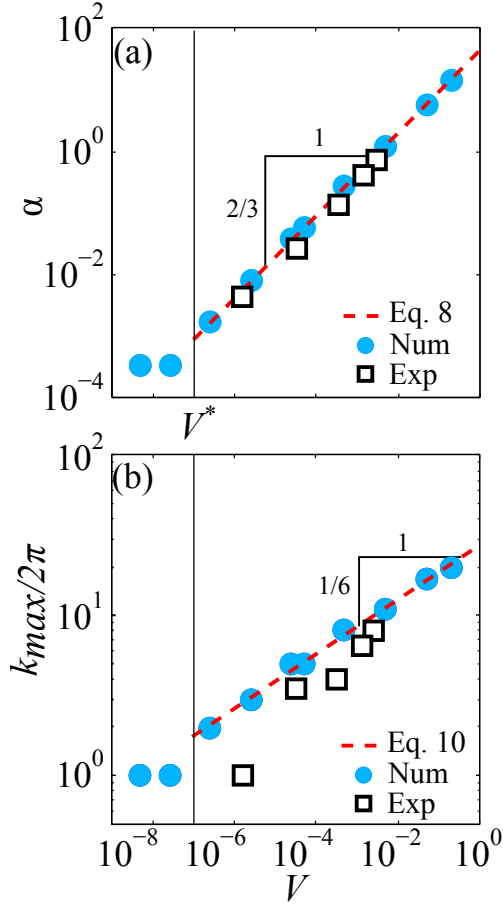 (a)
10^2
10^0
10^-2
10^-4
α
1
2/3
Eq. 8
Num
Exp
V*
(b)
10^2
10^1
10^0
k_max/2π
1
1/6
Eq. 10
Num
Exp
10^-8 10^-6 10^-4 10^-2 10^0
V